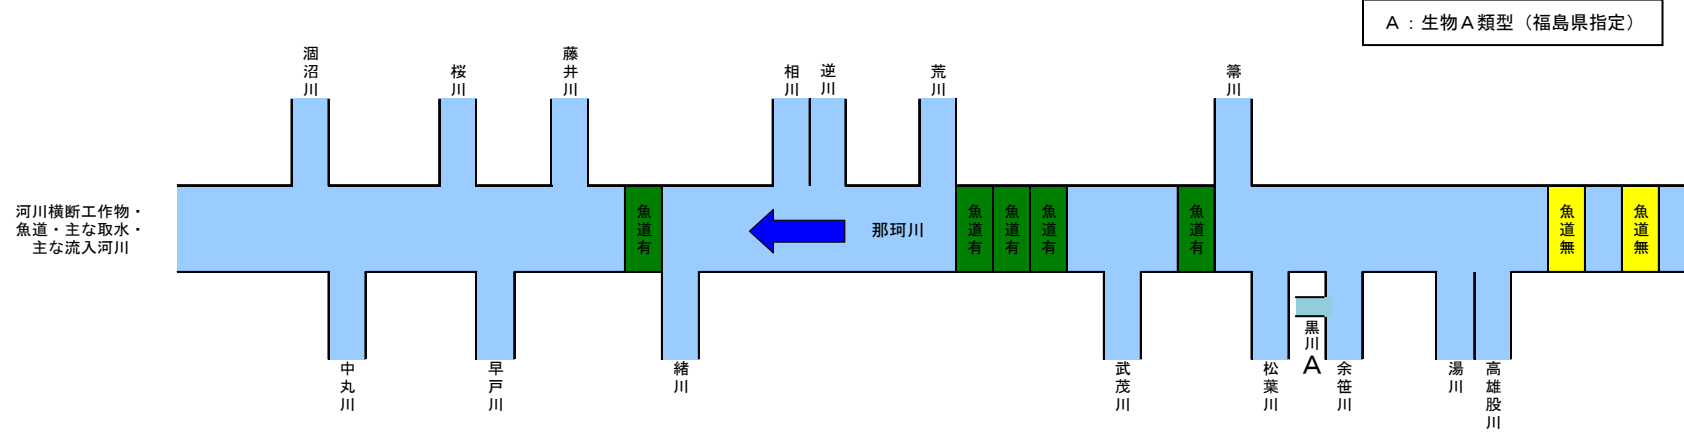 A：生物A類型（福島県指定）
涸沼川
桜川
藤井川
相川
逆川
荒川
箒川
河川横断工作物・
魚道・主な取水・
主な流入河川
魚道有
那珂川
魚道有
魚道有
魚道有
魚道有
魚道無
魚道無
中丸川
早戸川
緒川
武茂川
松葉川
黒川
A
余笹川
湯川
高雄股川